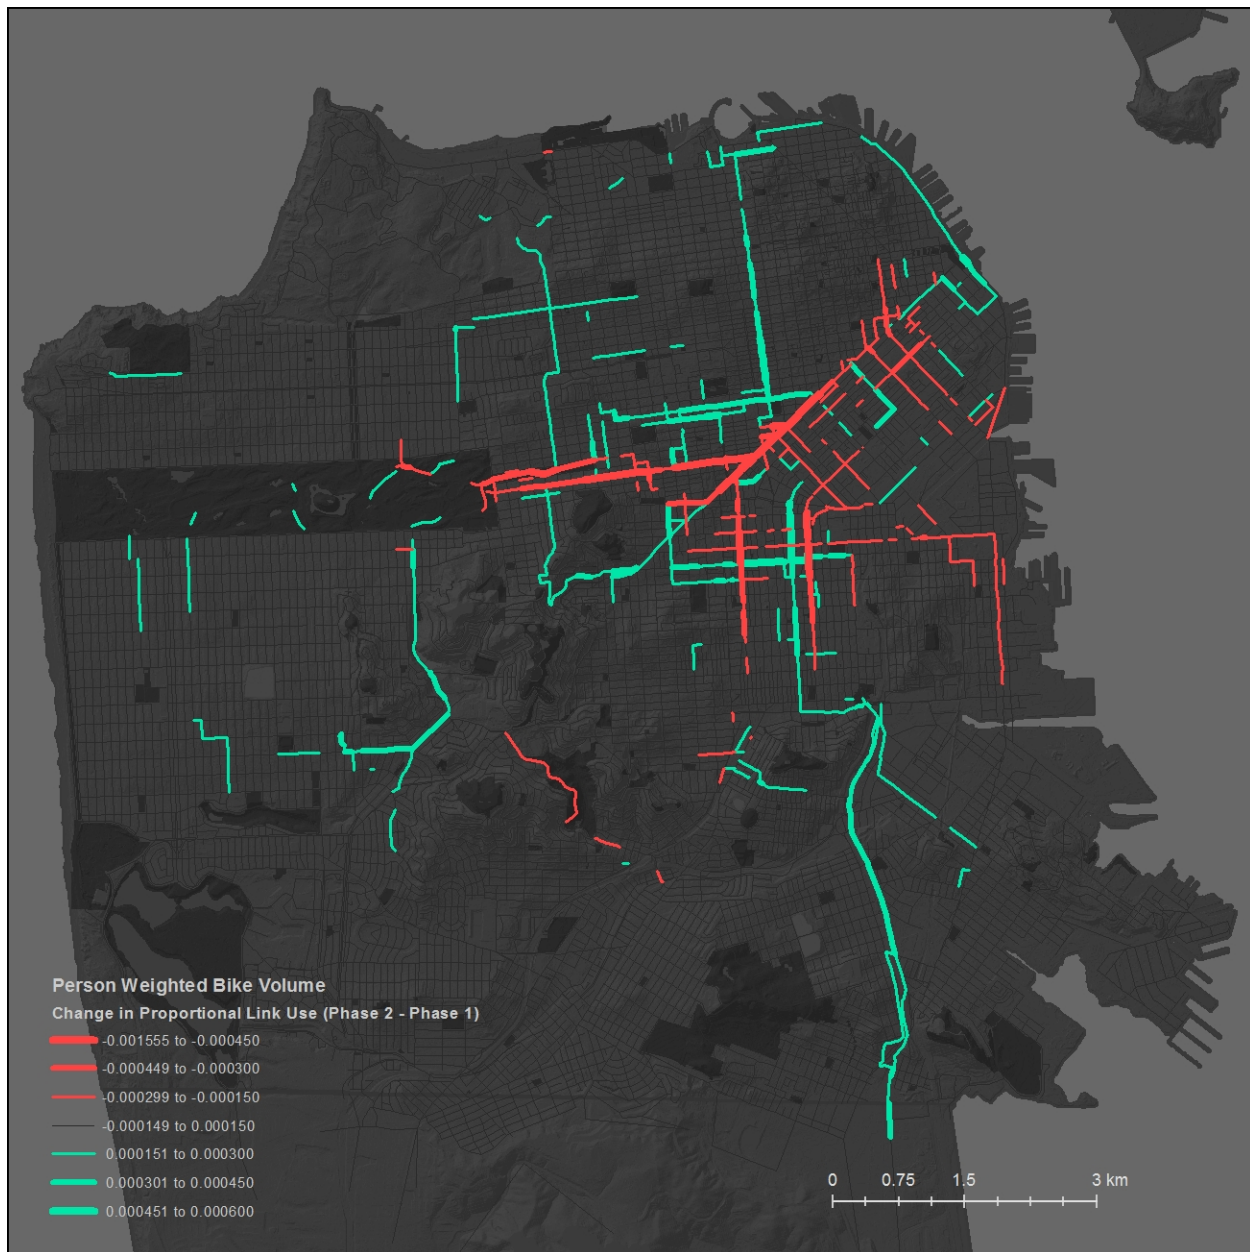 Person Weighted Bike Volume
Change in Proportional Link Use (Phase 2 - Phase 1)
-0.001555 to -0.000450
-0.000449 to -0.000300
-0.000299 to -0.000150
-0.000149 to 0.000150
0.000151 to 0.000300
0.000301 to 0.000450
0.000451 to 0.000600
0 0.75 1.5 3 km